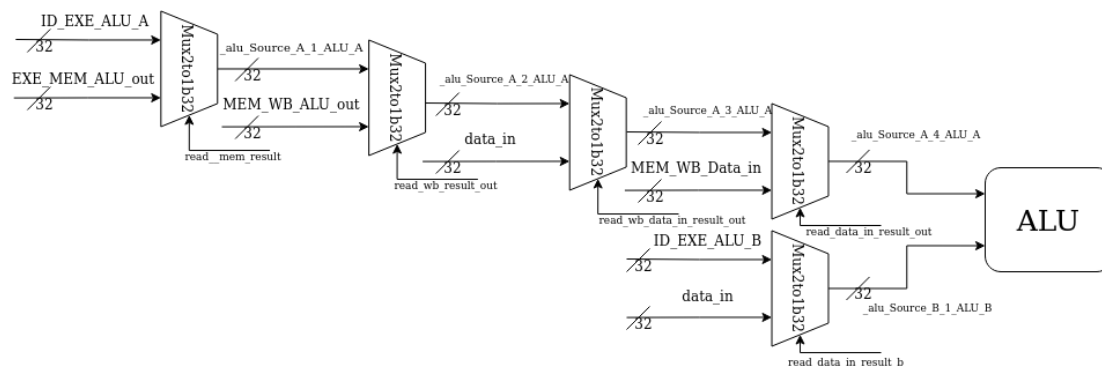 ID_EXE_ALU_A
32
EXE_MEM_ALU_out
32
Mux2to1b32
read__mem_result
_alu_Source_A_1_ALU_A
32
MEM_WB_ALU_out
32
Mux2to1b32
read_wb_result_out
_alu_Source_A_2_ALU_A
32
data_in
32
Mux2to1b32
read_wb_data_in_result_out
_alu_Source_A_3_ALU_A
32
MEM_WB_Data_in
32
Mux2to1b32
read_data_in_result_out
_alu_Source_A_4_ALU_A
32
ID_EXE_ALU_B
32
data_in
32
Mux2to1b32
read_data_in_result_b
32
_alu_Source_B_1_ALU_B
ALU